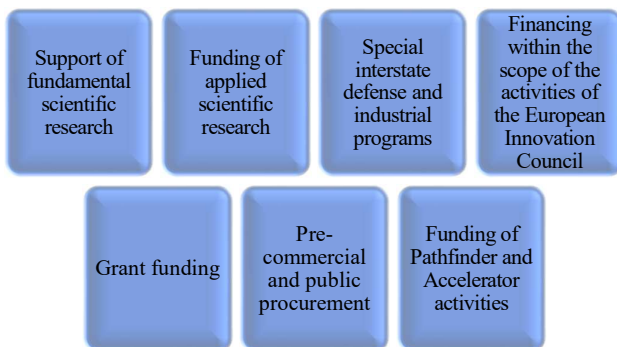 Support of
fundamental
scientific
research
Funding of
applied
scientific
research
Special
interstate
defense and
industrial
programs
Financing
within the
scope of the
activities of
the European
Innovation
Council
Grant funding
Pre-
commercial
and public
procurement
Funding of
Pathfinder and
Accelerator
activities